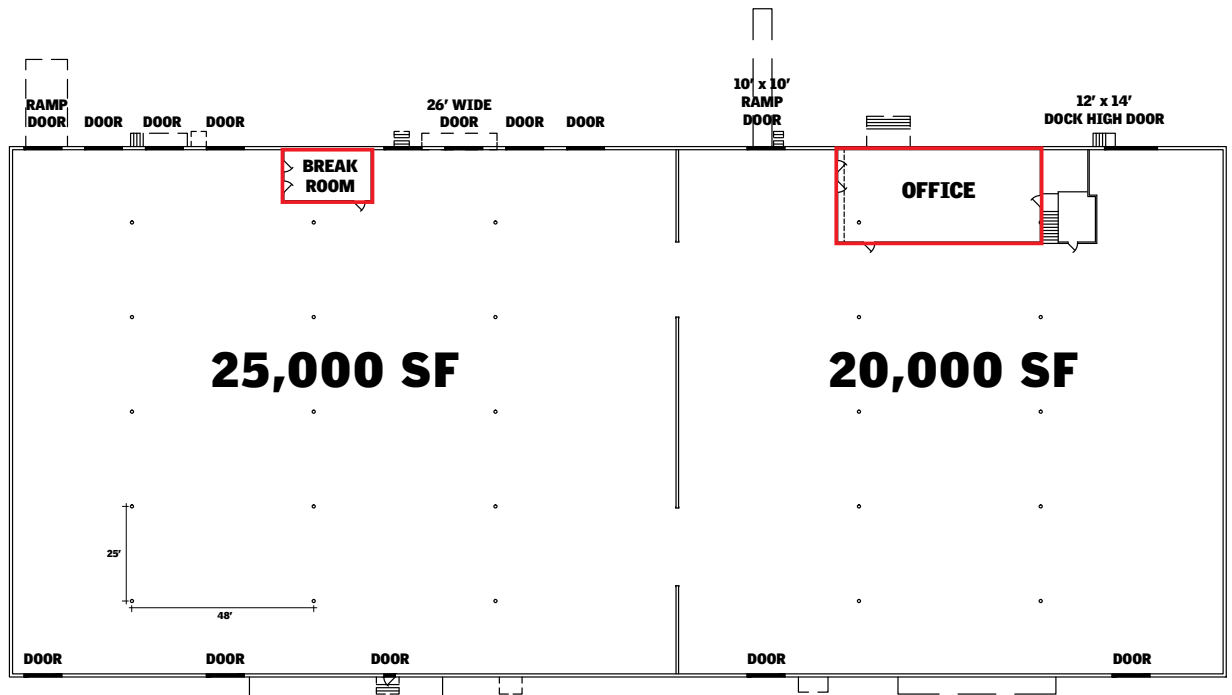 10' x 10'
RAMP
DOOR
RAMP
DOOR
DOOR
DOOR
DOOR
26' WIDE
DOOR
DOOR
DOOR
12' x 14'
DOCK HIGH DOOR
BREAK
ROOM
OFFICE
25,000 SF
20,000 SF
25'
48'
DOOR
DOOR
DOOR
DOOR
DOOR